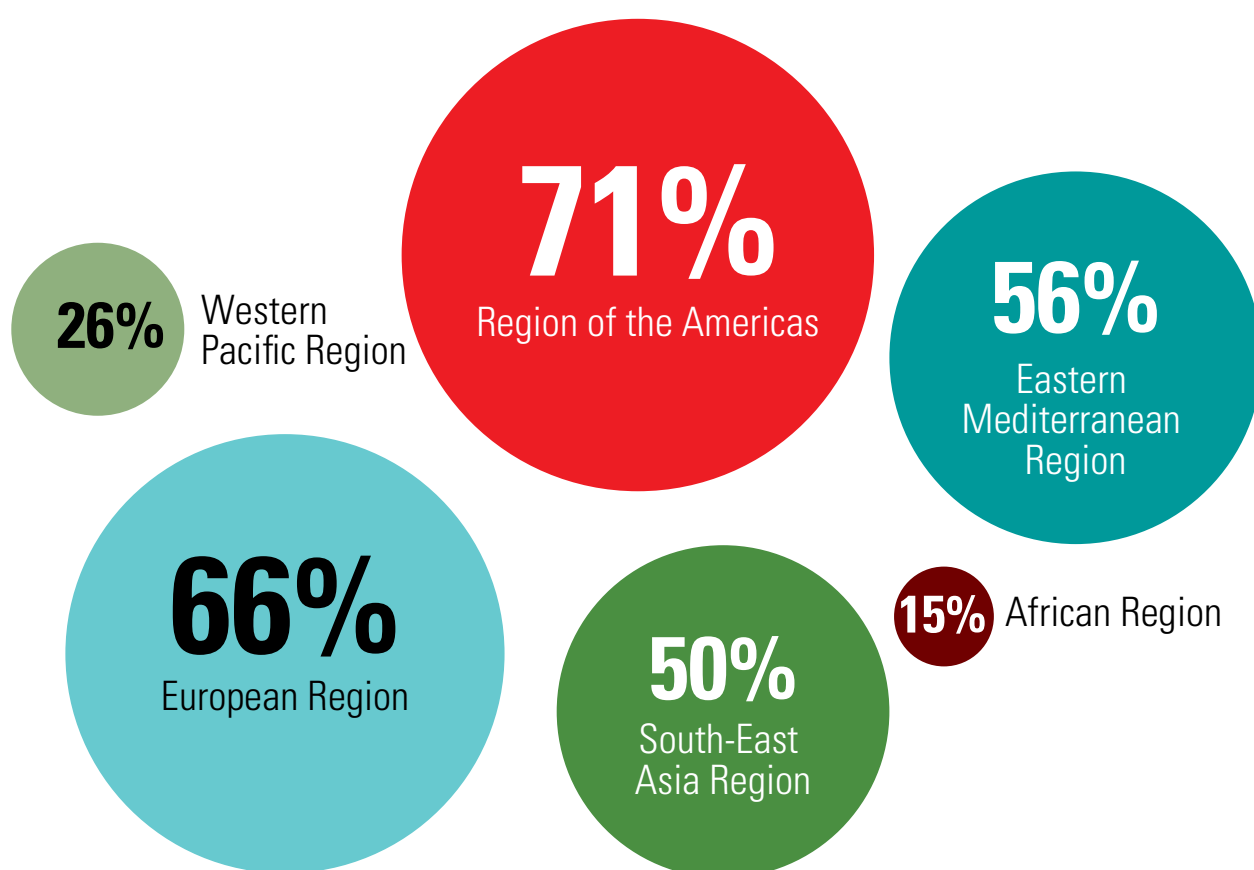 71%
Region of the Americas
56%
Eastern
Mediterranean
Region
26%
Western
Pacific Region
66%
European Region
50%
South-East
Asia Region
15%
African Region